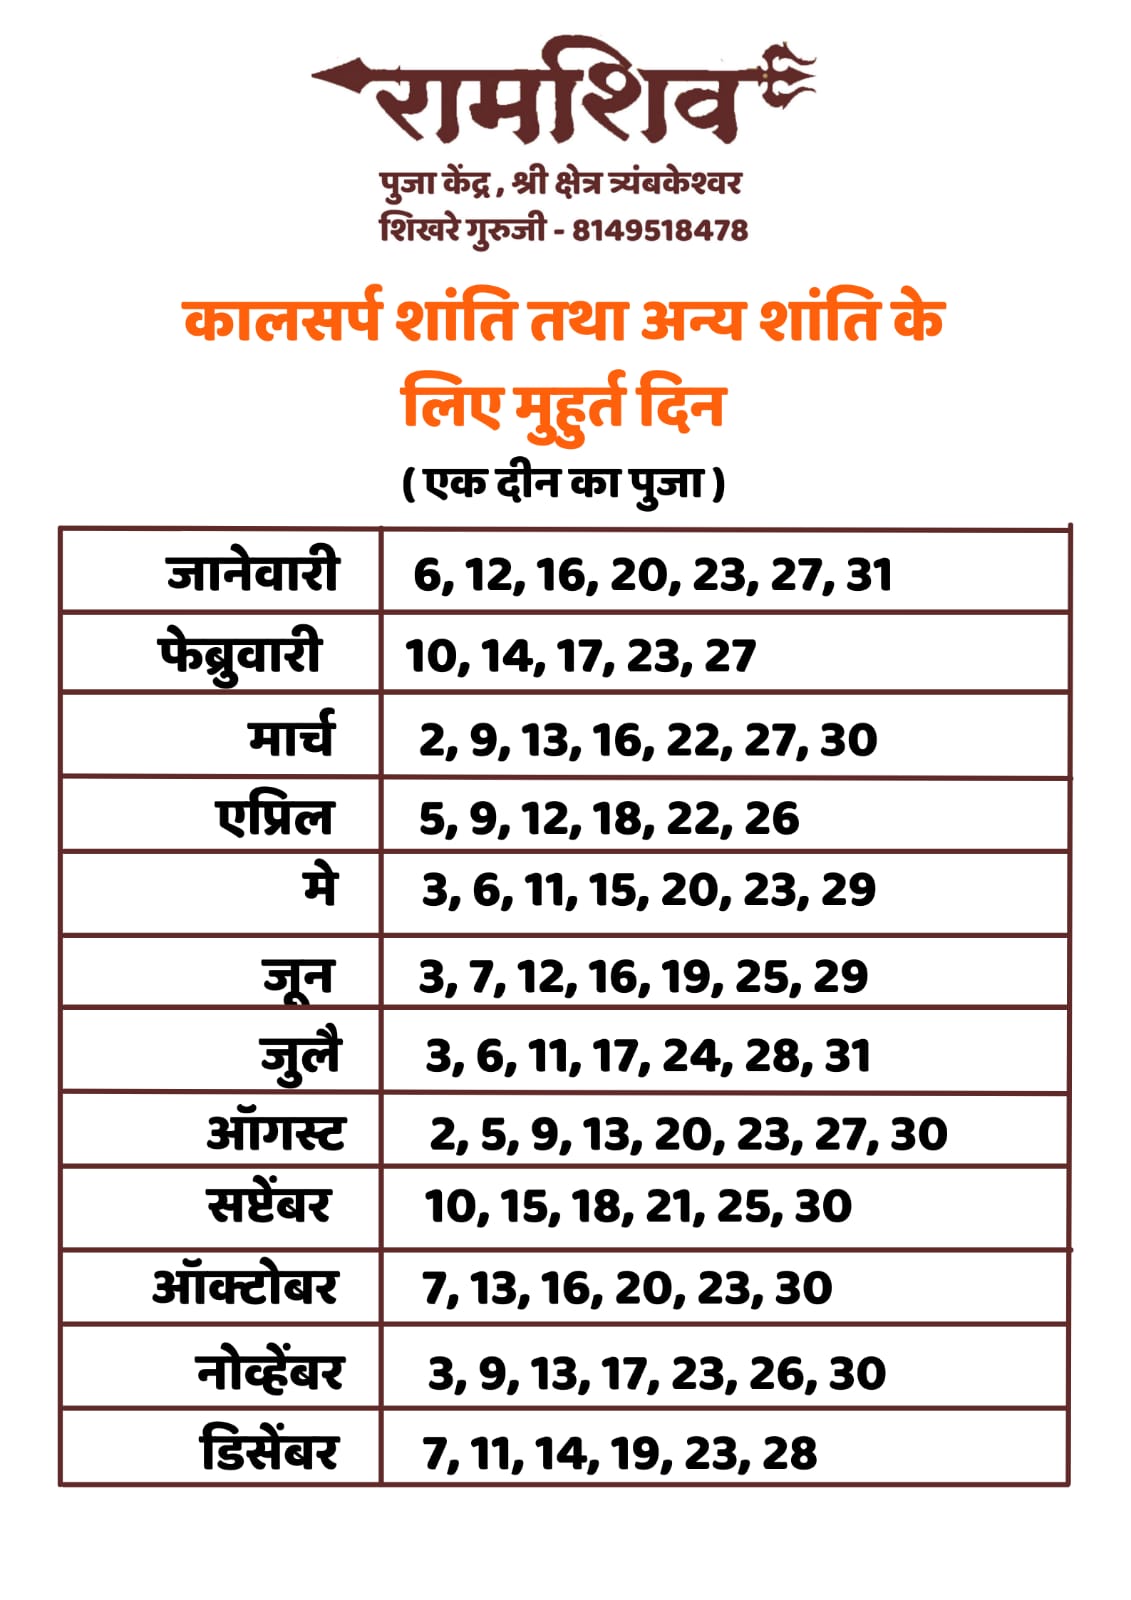 रामशिव
पुजा केंद्र , श्री क्षेत्र त्र्यंबकेश्वर
शिखरे गुरुजी - 8149518478
कालसर्प शांति तथा अन्य शांति के
लिए मुहुर्त दिन
( एक दीन का पुजा )
जानेवारी 6, 12, 16, 20, 23, 27, 31
फेब्रुवारी 10, 14, 17, 23, 27
मार्च 2, 9, 13, 16, 22, 27, 30
एप्रिल 5, 9, 12, 18, 22, 26
मे 3, 6, 11, 15, 20, 23, 29
जून 3, 7, 12, 16, 19, 25, 29
जुलै 3, 6, 11, 17, 24, 28, 31
ऑगस्ट 2, 5, 9, 13, 20, 23, 27, 30
सप्टेंबर 10, 15, 18, 21, 25, 30
ऑक्टोबर 7, 13, 16, 20, 23, 30
नोव्हेंबर 3, 9, 13, 17, 23, 26, 30
डिसेंबर 7, 11, 14, 19, 23, 28